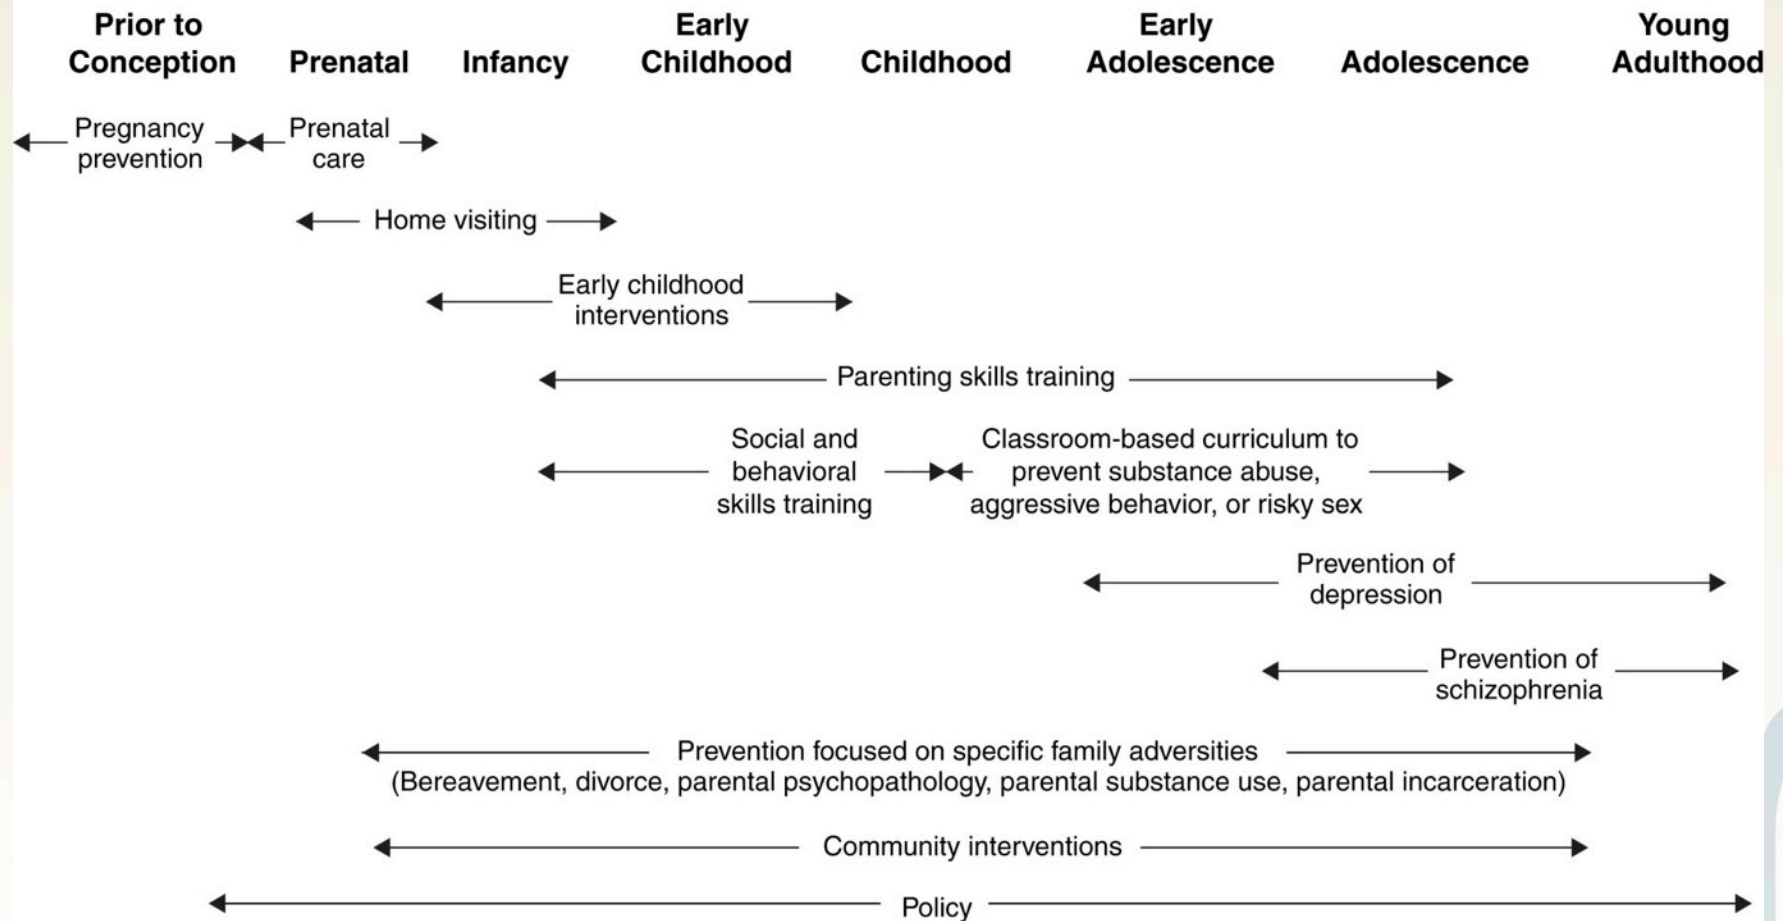 Prior to
Conception
Prenatal
Infancy
Early
Childhood
Childhood
Early
Adolescence
Adolescence
Young
Adulthood
Pregnancy
prevention
Prenatal
care
Home visiting
Early childhood
interventions
Parenting skills training
Social and
behavioral
skills training
Classroom-based curriculum to
prevent substance abuse,
aggressive behavior, or risky sex
Prevention of
depression
Prevention of
schizophrenia
Prevention focused on specific family adversities
(Bereavement, divorce, parental psychopathology, parental substance use, parental incarceration)
Community interventions
Policy